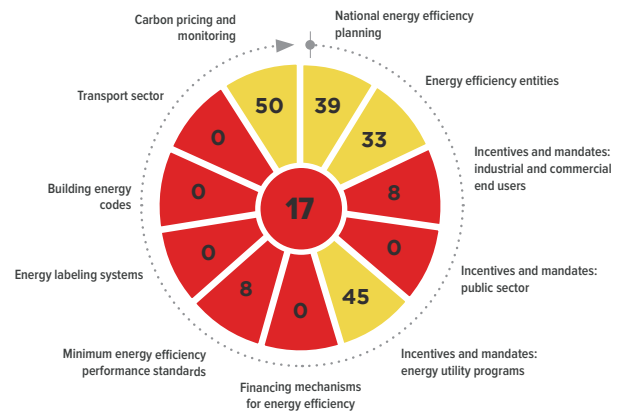 Carbon pricing and
monitoring
National energy efficiency
planning
Energy efficiency entities
Incentives and mandates:
industrial and commercial
end users
Incentives and mandates:
public sector
Incentives and mandates:
energy utility programs
Financing mechanisms
for energy efficiency
Minimum energy efficiency
performance standards
Energy labeling systems
Building energy
codes
Transport sector
50
39
33
8
0
45
0
8
0
0
0
17